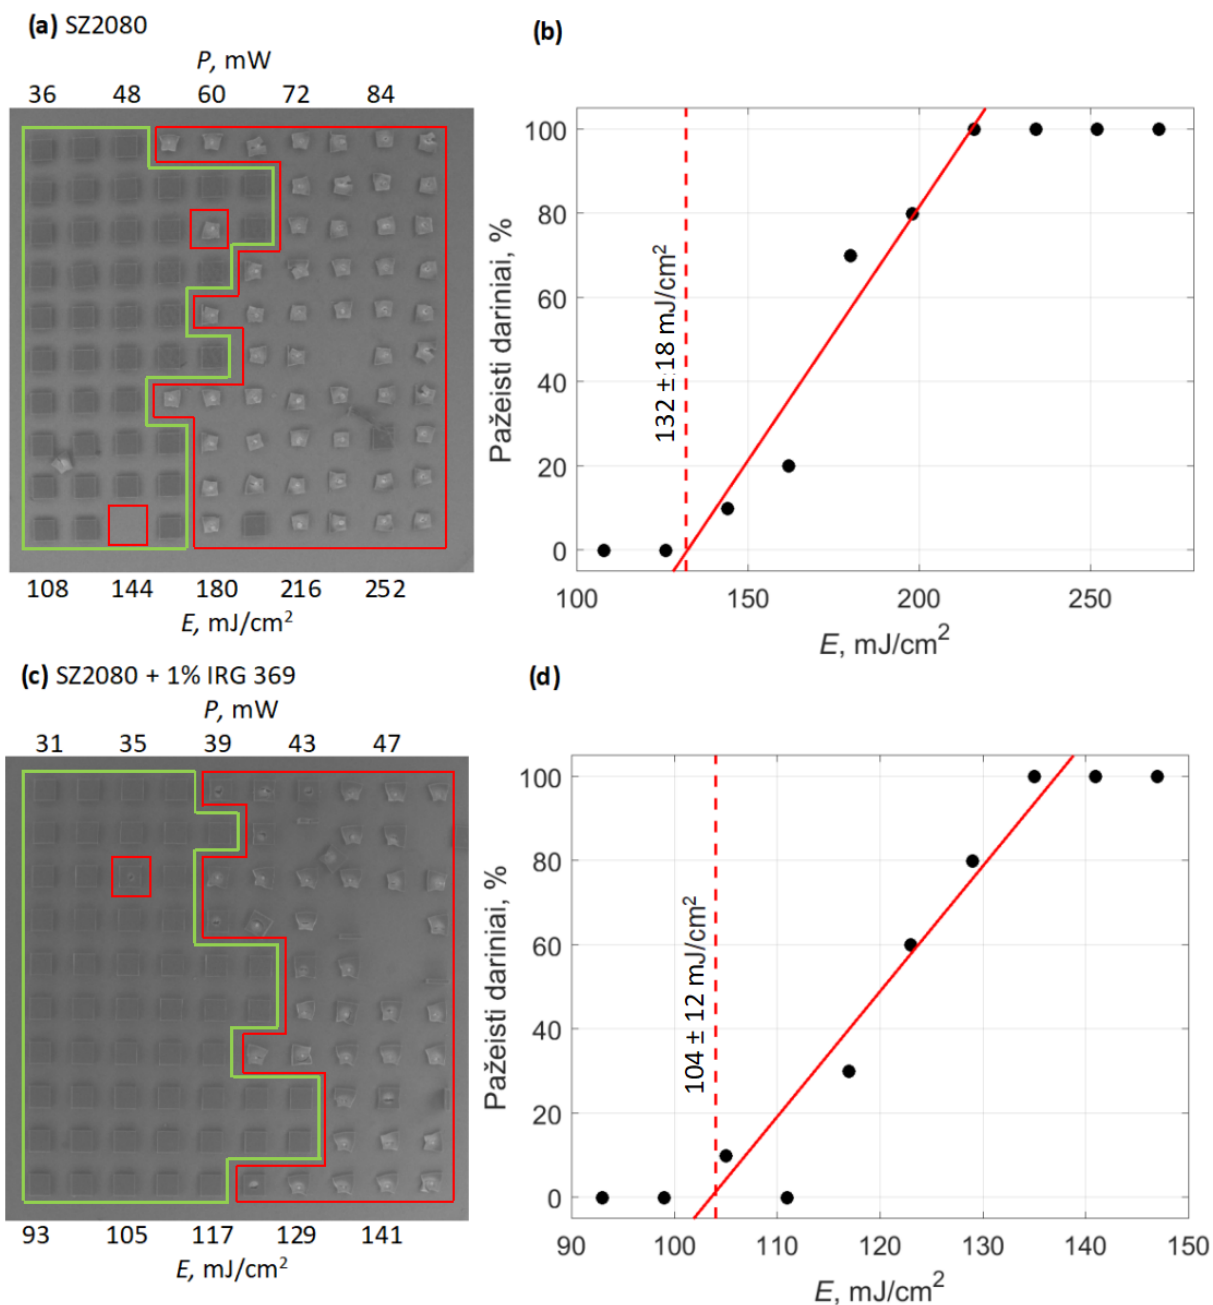 (a) SZ2080
P, mW
36 48 60 72 84
108 144 180 216 252
E, mJ/cm²
(b)
Pažeisti dariniai, %
100
80
60
40
20
0
132 ± 18 mJ/cm²
100 150 200 250
E, mJ/cm²
(c) SZ2080 + 1% IRG 369
P, mW
31 35 39 43 47
93 105 117 129 141
E, mJ/cm²
(d)
Pažeisti dariniai, %
100
80
60
40
20
0
104 ± 12 mJ/cm²
90 100 110 120 130 140 150
E, mJ/cm²